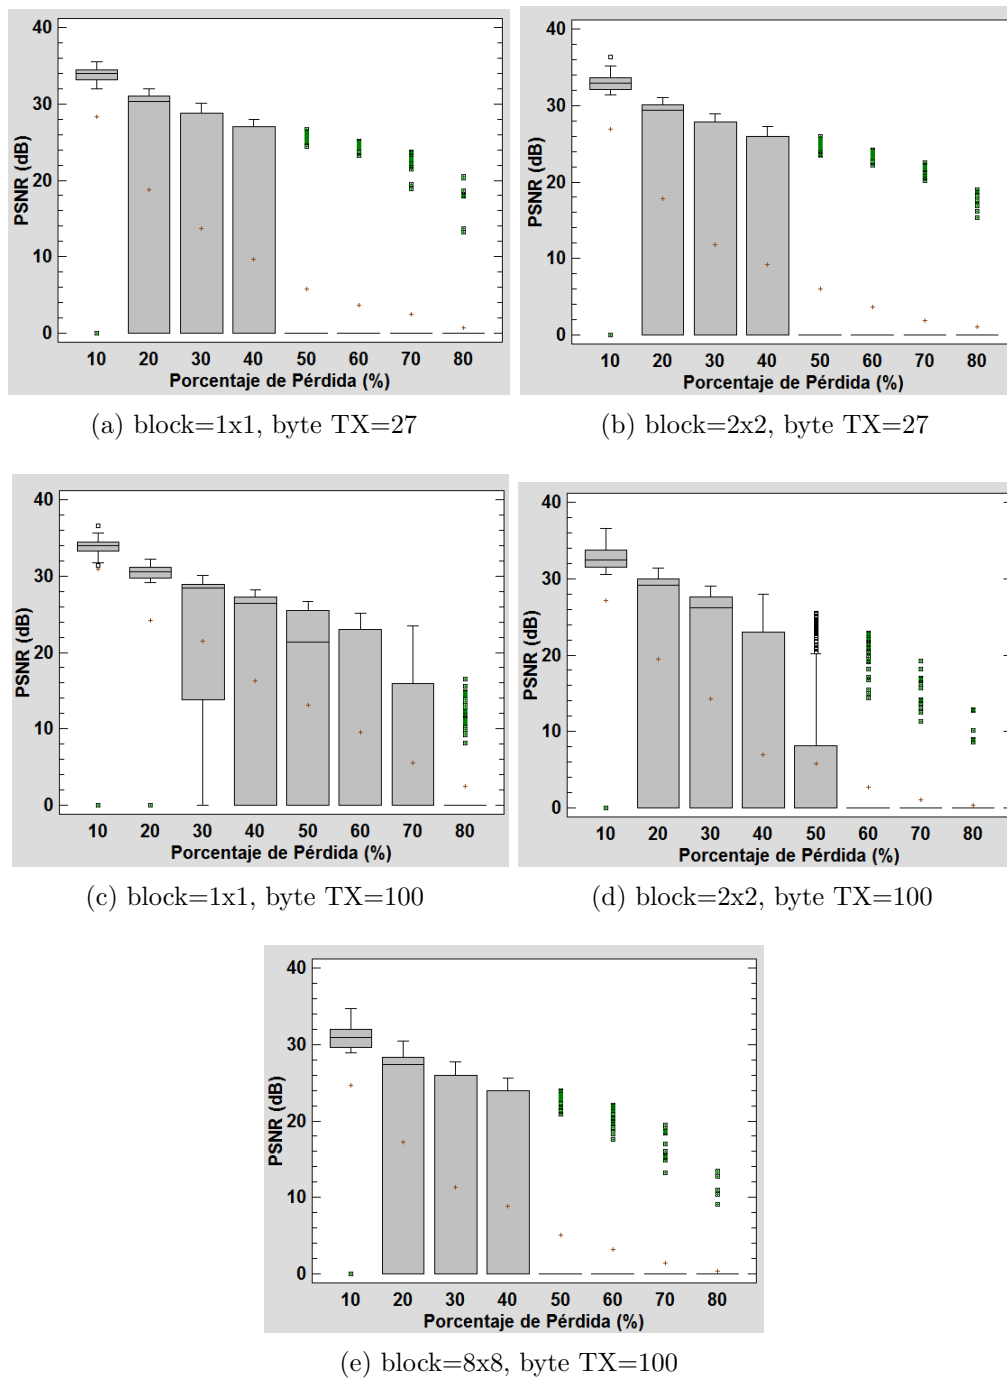 PSNR (dB)
40
30
20
10
0
10 20 30 40 50 60 70 80
Porcentaje de Pérdida (%)
(a) block=1x1, byte TX=27
PSNR (dB)
40
30
20
10
0
10 20 30 40 50 60 70 80
Porcentaje de Pérdida (%)
(b) block=2x2, byte TX=27
PSNR (dB)
40
30
20
10
0
10 20 30 40 50 60 70 80
Porcentaje de Pérdida (%)
(c) block=1x1, byte TX=100
PSNR (dB)
40
30
20
10
0
10 20 30 40 50 60 70 80
Porcentaje de Pérdida (%)
(d) block=2x2, byte TX=100
PSNR (dB)
40
30
20
10
0
10 20 30 40 50 60 70 80
Porcentaje de Pérdida (%)
(e) block=8x8, byte TX=100